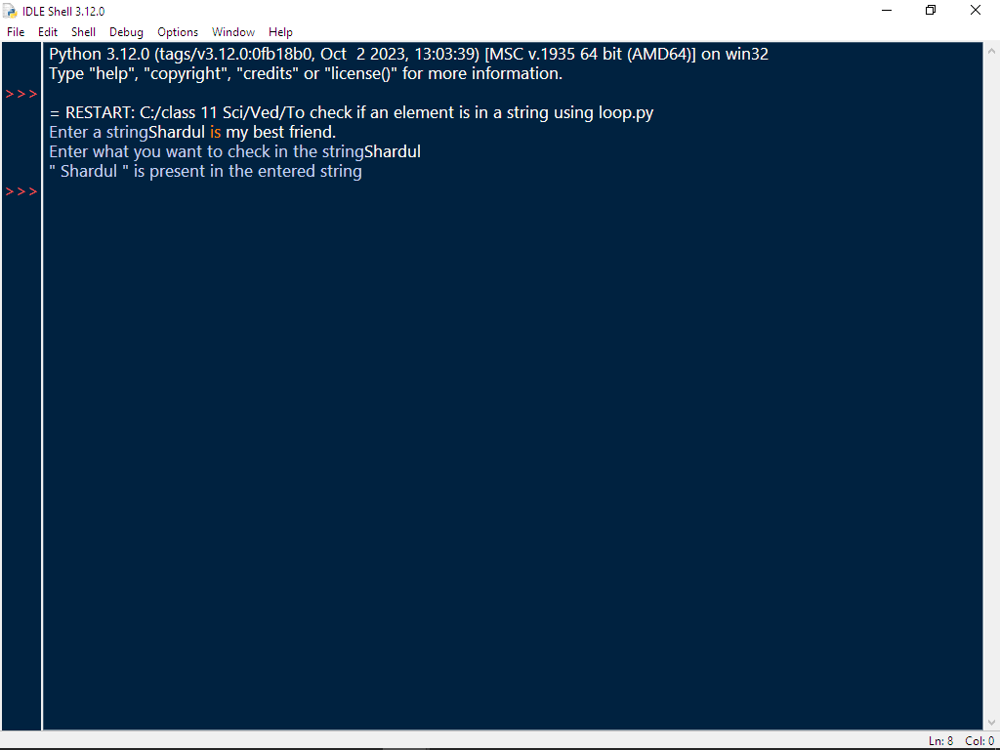 IDLE Shell 3.12.0
File Edit Shell Debug Options Window Help
Python 3.12.0 (tags/v3.12.0:0fb18b0, Oct  2 2023, 13:03:39) [MSC v.1935 64 bit (AMD64)] on win32
Type "help", "copyright", "credits" or "license()" for more information.
>>>
= RESTART: C:/class 11 Sci/Ved/To check if an element is in a string using loop.py
Enter a stringShardul is my best friend.
Enter what you want to check in the stringShardul
" Shardul " is present in the entered string
>>>
Ln: 8 Col: 0